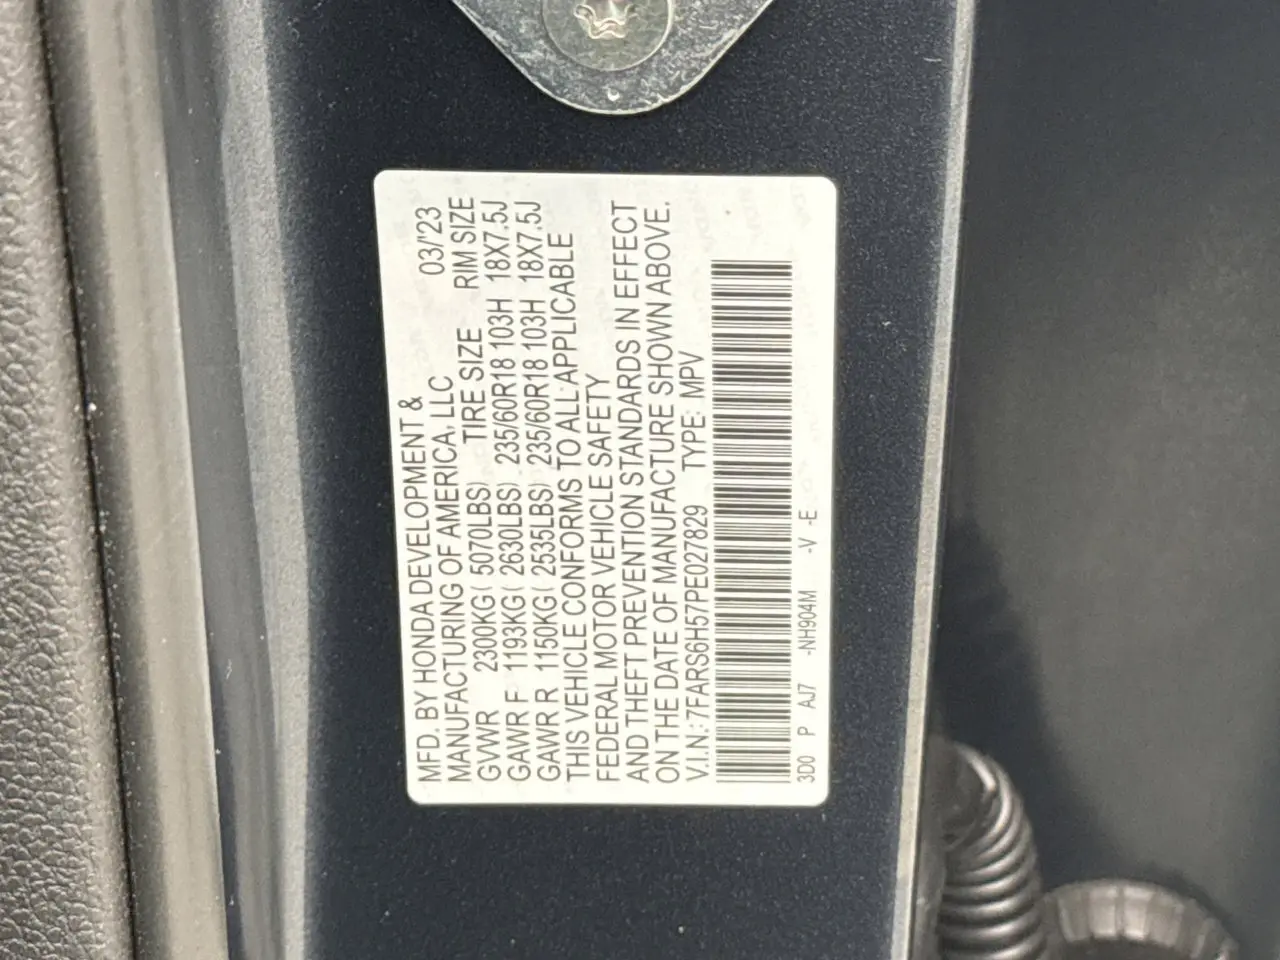 MFD. BY HONDA DEVELOPMENT & 03/'23
MANUFACTURING OF AMERICA, LLC
GVWR 2300KG ( 5070LBS) TIRE SIZE RIM SIZE
GAWR F 1193KG ( 2630LBS) 235/60R18 103H 18X7.5J
GAWR R 1150KG ( 2535LBS) 235/60R18 103H 18X7.5J
THIS VEHICLE CONFORMS TO ALL APPLICABLE
FEDERAL MOTOR VEHICLE SAFETY
AND THEFT PREVENTION STANDARDS IN EFFECT
ON THE DATE OF MANUFACTURE SHOWN ABOVE.
V.I.N.: 7FARS6H57PE027829 TYPE: MPV
3D0 P AJ7 -NH904M -V -E